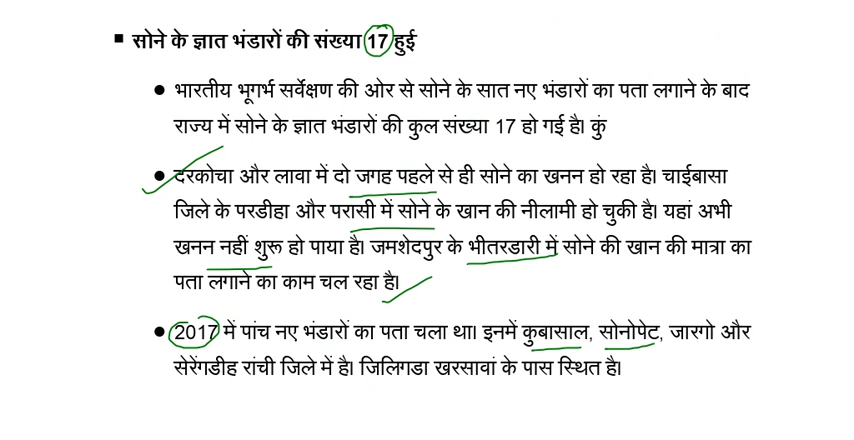 सोने के ज्ञात भंडारों की संख्या 17 हुई
भारतीय भूगर्भ सर्वेक्षण की ओर से सोने के सात नए भंडारों का पता लगाने के बाद
राज्य में सोने के ज्ञात भंडारों की कुल संख्या 17 हो गई है। कुं
दरकोचा और लावा में दो जगह पहले से ही सोने का खनन हो रहा है। चाईबासा
जिले के परडीहा और परासी में सोने के खान की नीलामी हो चुकी है। यहां अभी
खनन नहीं शुरू हो पाया है। जमशेदपुर के भीतरडारी में सोने की खान की मात्रा का
पता लगाने का काम चल रहा है।
2017 में पांच नए भंडारों का पता चला था। इनमें कुबासाल, सोनोपेट, जारगो और
सेरेंगडीह रांची जिले में है। जिलिगडा खरसावां के पास स्थित है।